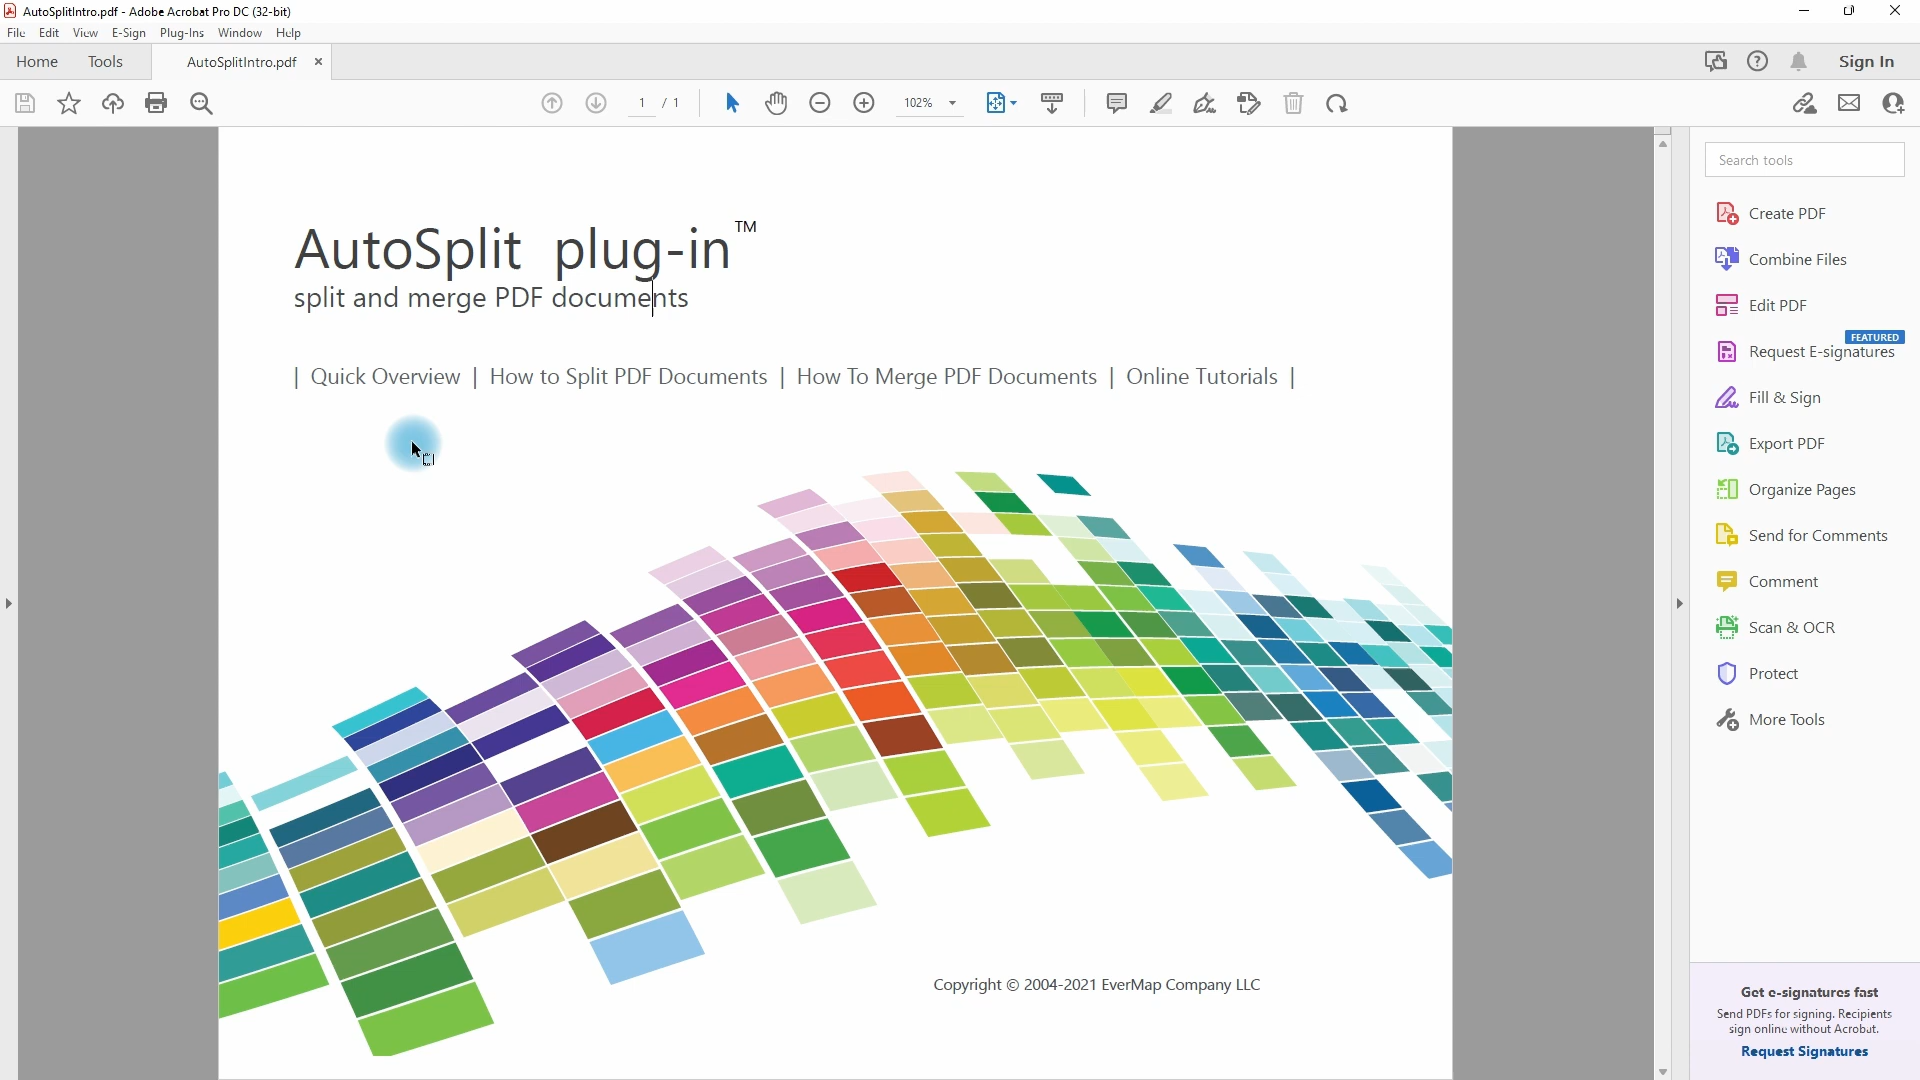 AutoSplitIntro.pdf - Adobe Acrobat Pro DC (32-bit)
File Edit View E-Sign Plug-Ins Window Help
Home Tools AutoSplitIntro.pdf Sign In
1 / 1 102%
Search tools
Create PDF
Combine Files
Edit PDF
FEATURED
Request E-signatures
Fill & Sign
Export PDF
Organize Pages
Send for Comments
Comment
Scan & OCR
Protect
More Tools
AutoSplit plug-in™
split and merge PDF documents
| Quick Overview | How to Split PDF Documents | How To Merge PDF Documents | Online Tutorials |
Copyright © 2004-2021 EverMap Company LLC
Get e-signatures fast
Send PDFs for signing. Recipients
sign online without Acrobat.
Request Signatures